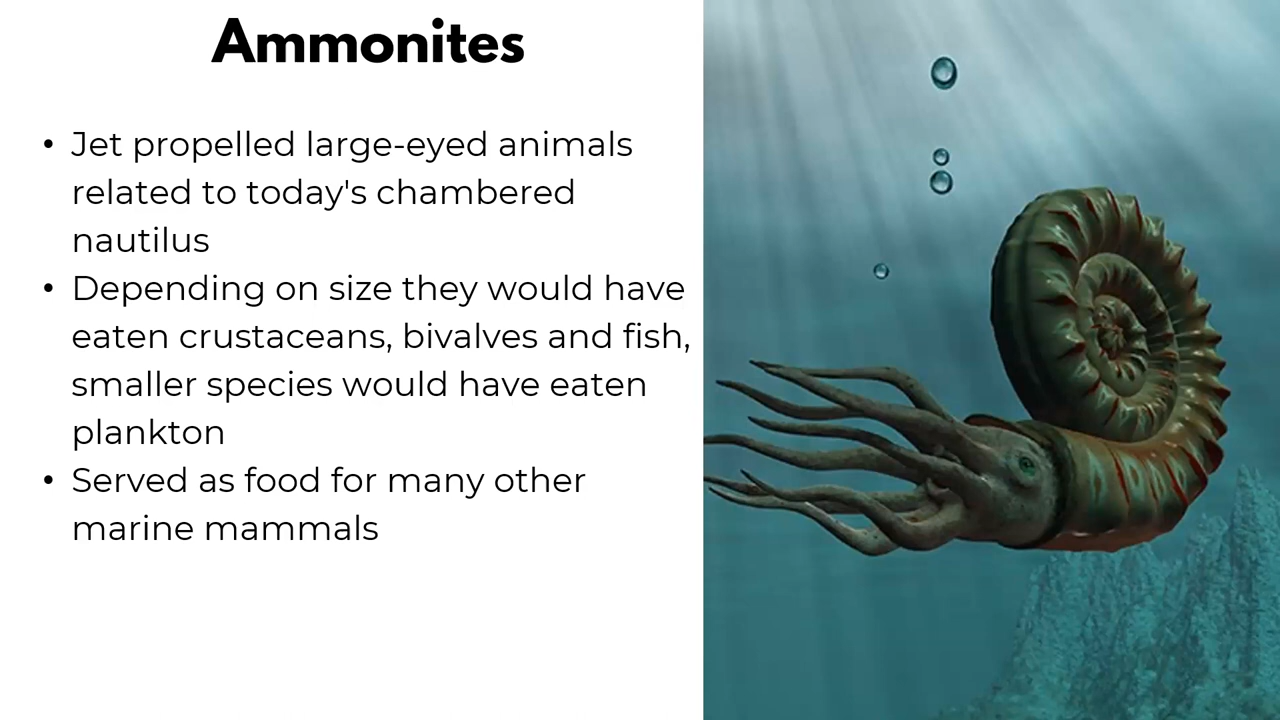 Ammonites
• Jet propelled large-eyed animals
related to today's chambered
nautilus
• Depending on size they would have
eaten crustaceans, bivalves and fish,
smaller species would have eaten
plankton
• Served as food for many other
marine mammals